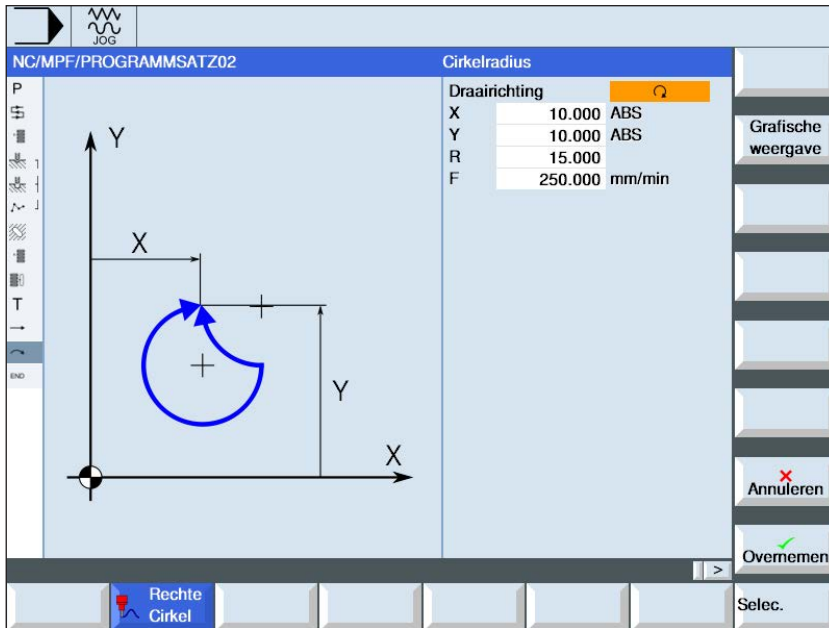 JOG
NC/MPF/PROGRAMMSATZ02
Cirkelradius
P
T
END
Y
X
Y
X
Draairichting
X 10.000 ABS
Y 10.000 ABS
R 15.000
F 250.000 mm/min
Grafische
weergave
Annuleren
Overnemen
>
Rechte
Cirkel
Selec.